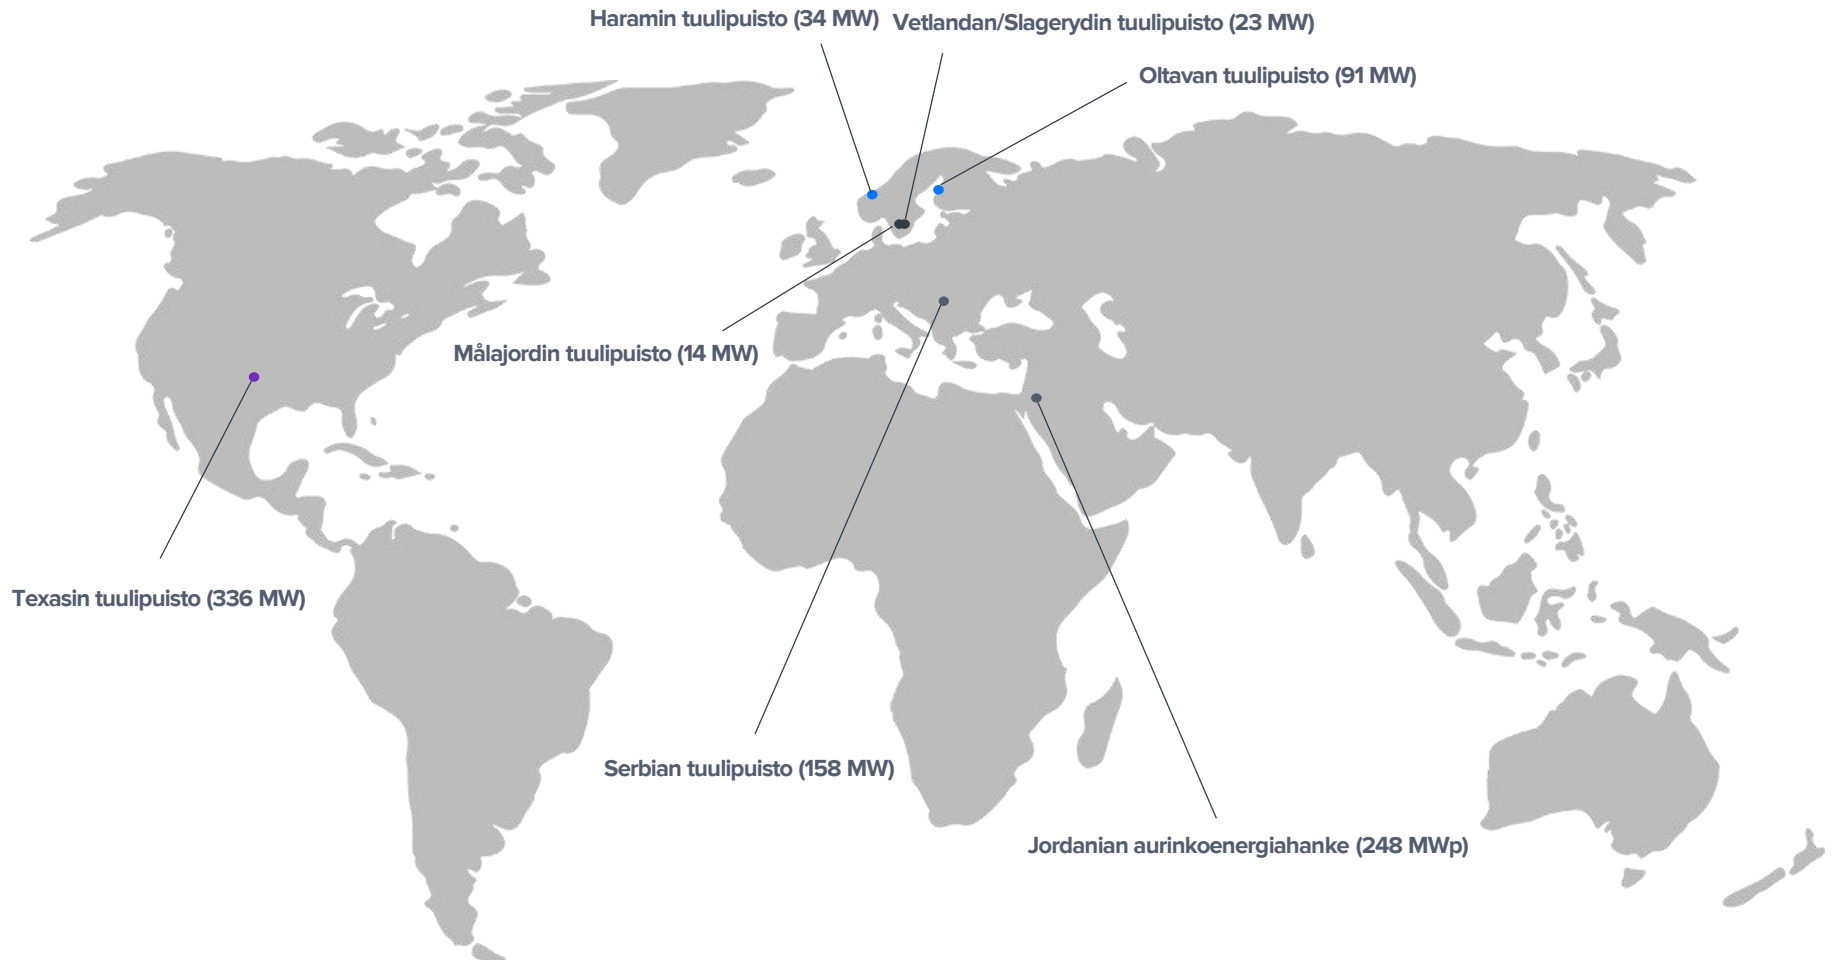 Haramin tuulipuisto (34 MW)
Vetlandan/Slagerydin tuulipuisto (23 MW)
Oltavan tuulipuisto (91 MW)
Målajordin tuulipuisto (14 MW)
Texasin tuulipuisto (336 MW)
Serbian tuulipuisto (158 MW)
Jordanian aurinkoenergiahanke (248 MWp)